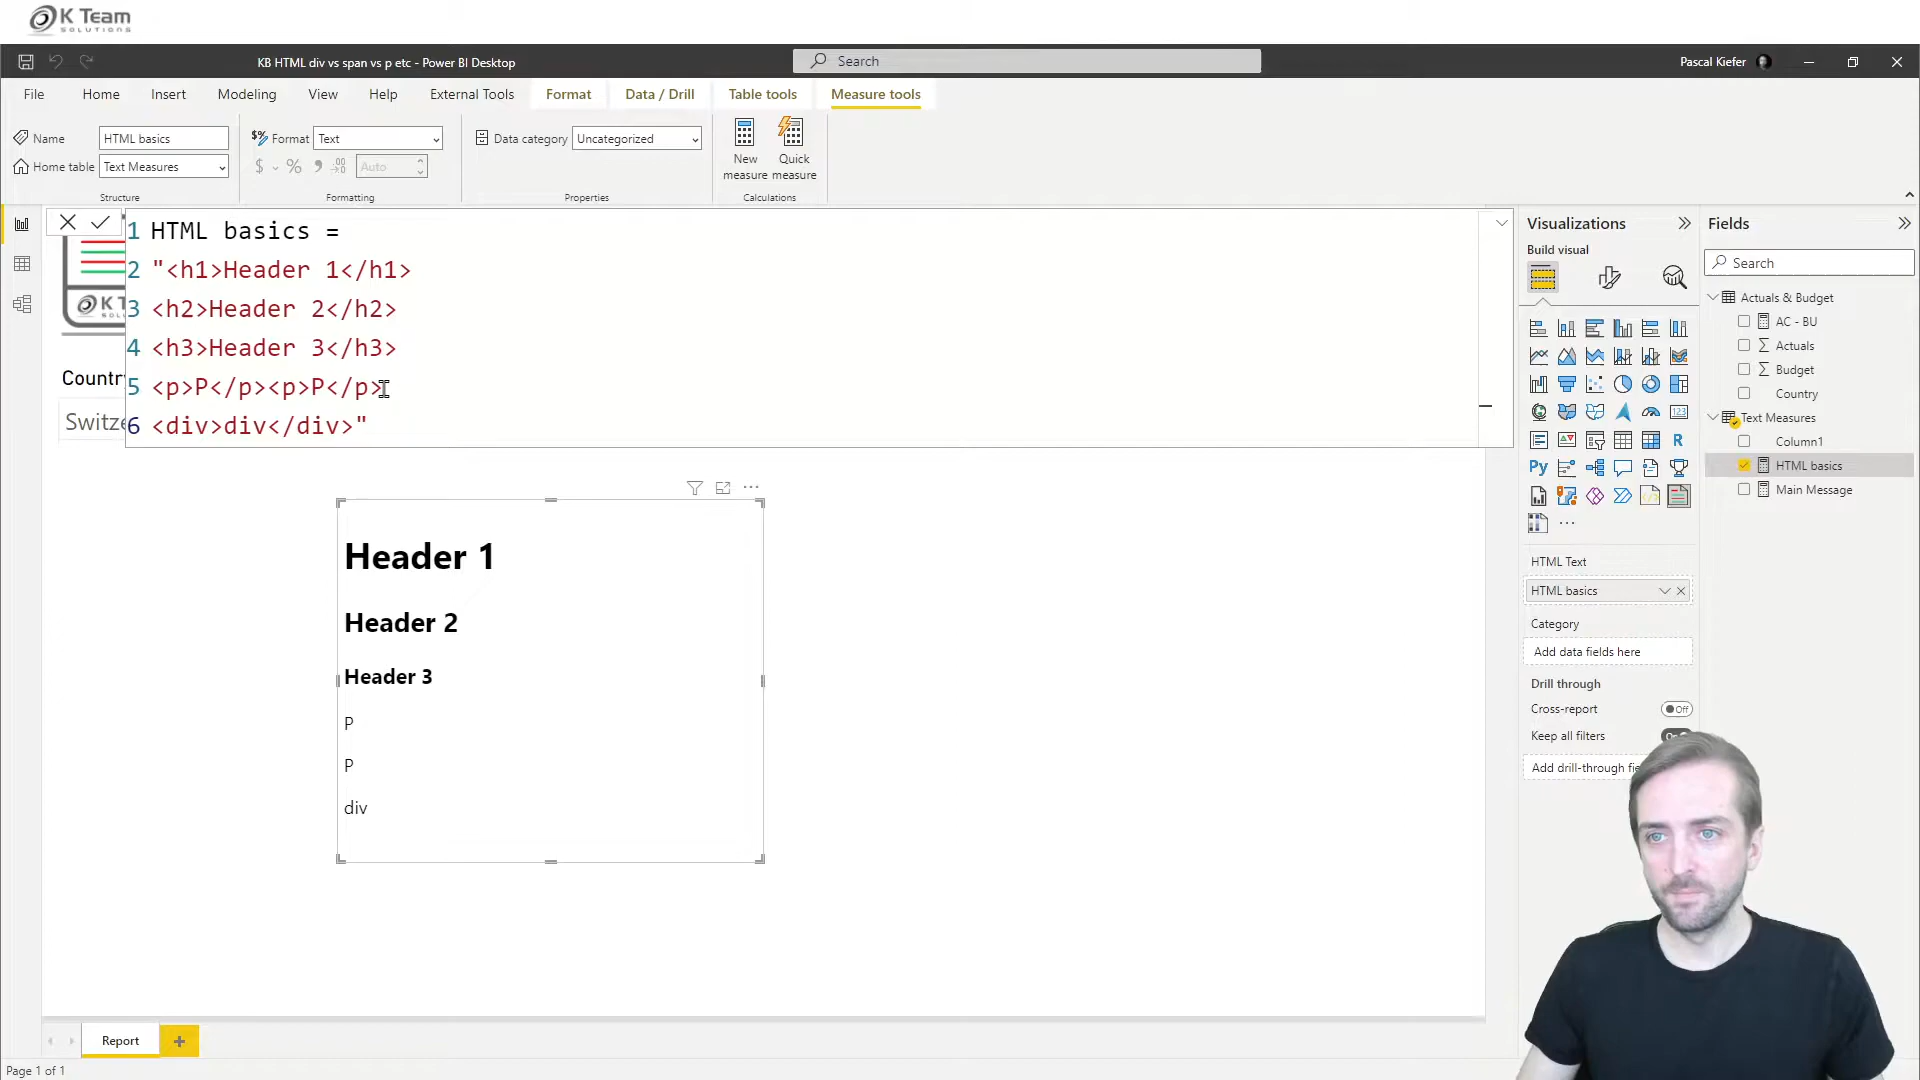 K Team
SOLUTIONS
KB HTML div vs span vs p etc - Power BI Desktop
Search
Pascal Kiefer
File Home Insert Modeling View Help External Tools Format Data / Drill Table tools Measure tools
Name HTML basics
Home table Text Measures
Structure
Format Text
$ % Auto
Formatting
Data category Uncategorized
Properties
New measure
Quick measure
Calculations
1 HTML basics =
2 "<h1>Header 1</h1>
3 <h2>Header 2</h2>
4 <h3>Header 3</h3>
5 <p>P</p><p>P</p>
6 <div>div</div>"
K T
Country
Switze
Header 1
Header 2
Header 3
P
P
div
Visualizations
Build visual
123
R
Py
HTML Text
HTML basics
Category
Add data fields here
Drill through
Cross-report Off
Keep all filters On
Add drill-through fie
Fields
Search
Actuals & Budget
AC - BU
Actuals
Budget
Country
Text Measures
Column1
HTML basics
Main Message
Report
Page 1 of 1